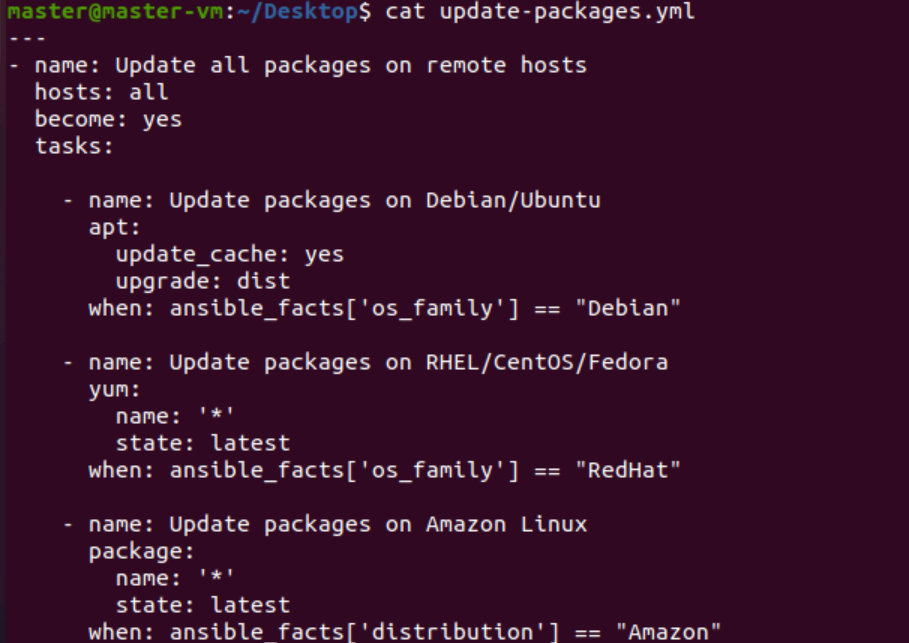 master@master-vm:~/Desktop$ cat update-packages.yml
---
- name: Update all packages on remote hosts
  hosts: all
  become: yes
  tasks:

    - name: Update packages on Debian/Ubuntu
      apt:
        update_cache: yes
        upgrade: dist
      when: ansible_facts['os_family'] == "Debian"

    - name: Update packages on RHEL/CentOS/Fedora
      yum:
        name: '*'
        state: latest
      when: ansible_facts['os_family'] == "RedHat"

    - name: Update packages on Amazon Linux
      package:
        name: '*'
        state: latest
      when: ansible_facts['distribution'] == "Amazon"